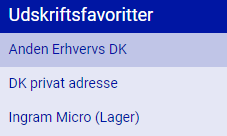 Udskriftsfavoritter
Anden Erhvervs DK
DK privat adresse
Ingram Micro (Lager)